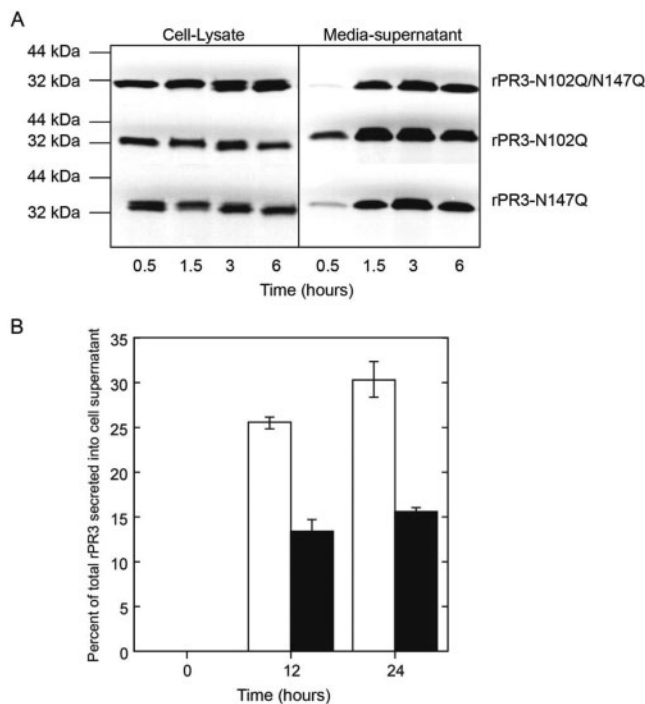 A
Cell-Lysate Media-supernatant
44 kDa
32 kDa rPR3-N102Q/N147Q
44 kDa
32 kDa rPR3-N102Q
44 kDa
32 kDa rPR3-N147Q
0.5 1.5 3 6 0.5 1.5 3 6
Time (hours)
B
Percent of total rPR3 secreted into cell supernatant
35
30
25
20
15
10
5
0
0 12 24
Time (hours)